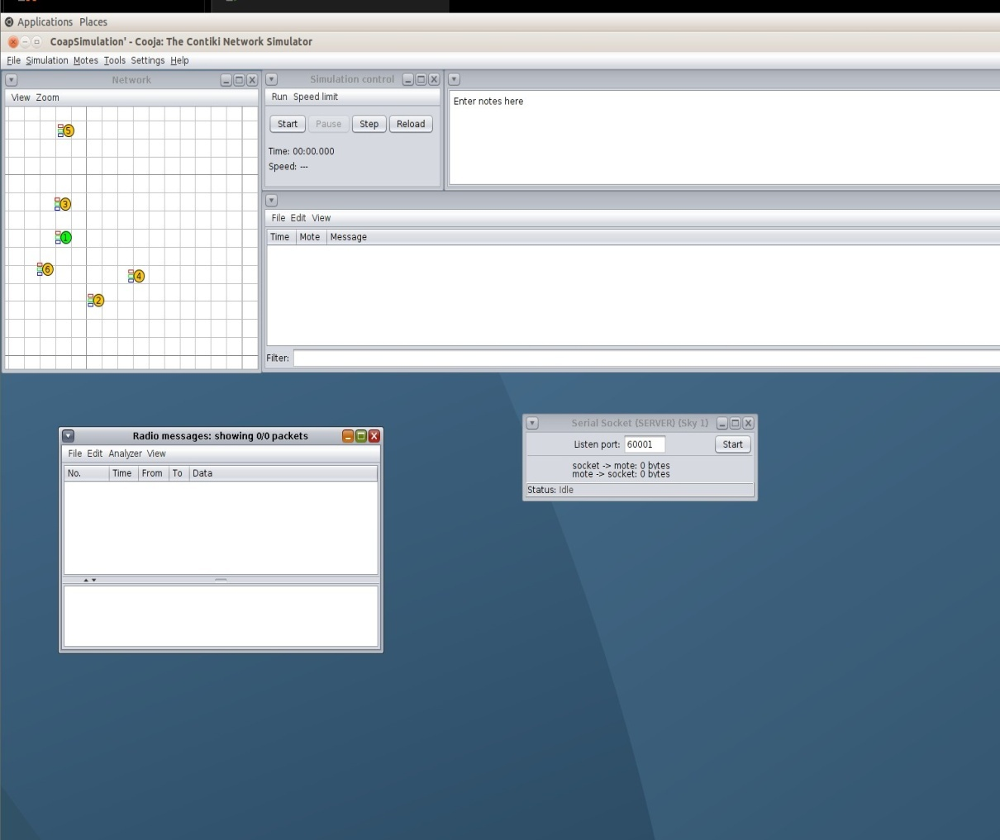 Applications Places
CoapSimulation' - Cooja: The Contiki Network Simulator
File Simulation Motes Tools Settings Help
Network
View Zoom
5
3
1
6
4
2
Simulation control
Run Speed limit
Start Pause Step Reload
Time: 00:00.000
Speed: ---
Enter notes here
File Edit View
Time Mote Message
Filter:
Radio messages: showing 0/0 packets
File Edit Analyzer View
No. Time From To Data
Serial Socket (SERVER) (Sky 1)
Listen port: 60001 Start
socket -> mote: 0 bytes
mote -> socket: 0 bytes
Status: Idle